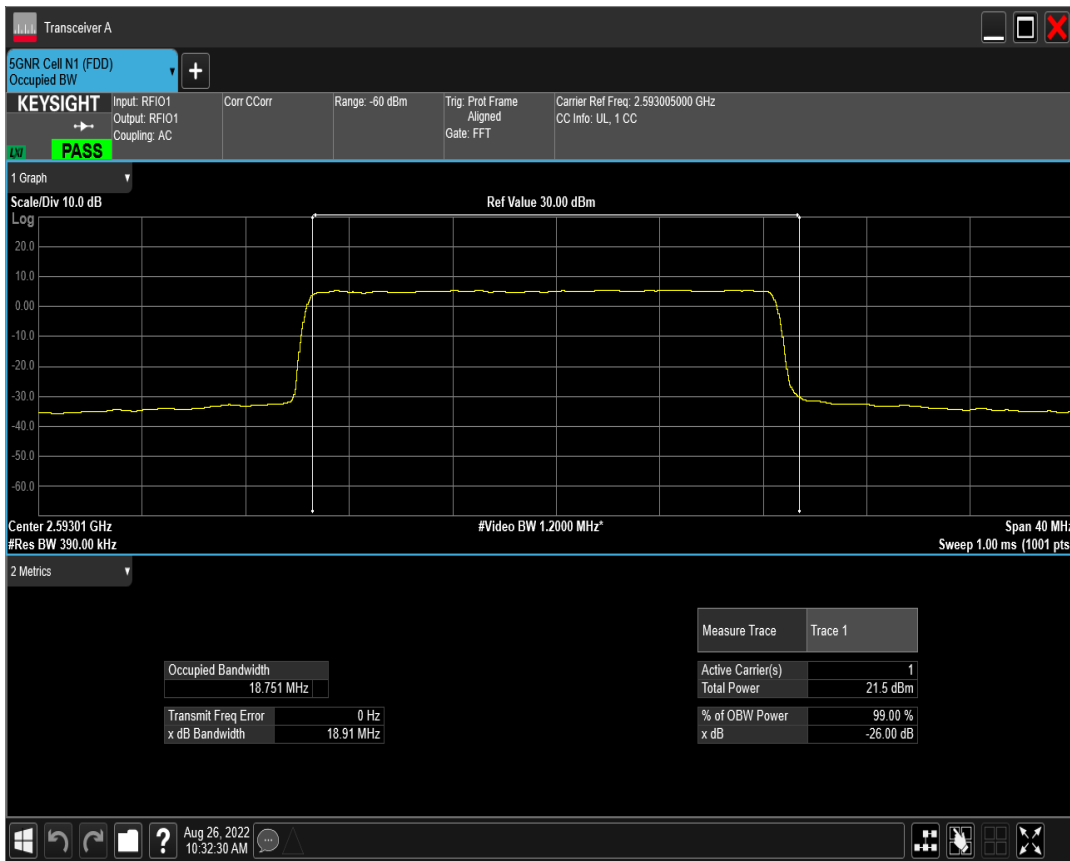 Transceiver A
5GNR Cell N1 (FDD)
Occupied BW
+
KEYSIGHT
LXI
PASS
Input: RFIO1
Output: RFIO1
Coupling: AC
Corr CCorr
Range: -60 dBm
Trig: Prot Frame
Aligned
Gate: FFT
Carrier Ref Freq: 2.593005000 GHz
CC Info: UL, 1 CC
1 Graph
Scale/Div 10.0 dB
Ref Value 30.00 dBm
Log
20.0
10.0
0.00
-10.0
-20.0
-30.0
-40.0
-50.0
-60.0
Center 2.59301 GHz
#Video BW 1.2000 MHz*
Span 40 MHz
#Res BW 390.00 kHz
Sweep 1.00 ms (1001 pts
2 Metrics
Measure Trace Trace 1
Occupied Bandwidth
18.751 MHz
Active Carrier(s) 1
Total Power 21.5 dBm
Transmit Freq Error 0 Hz
x dB Bandwidth 18.91 MHz
% of OBW Power 99.00 %
x dB -26.00 dB
?
Aug 26, 2022
10:32:30 AM